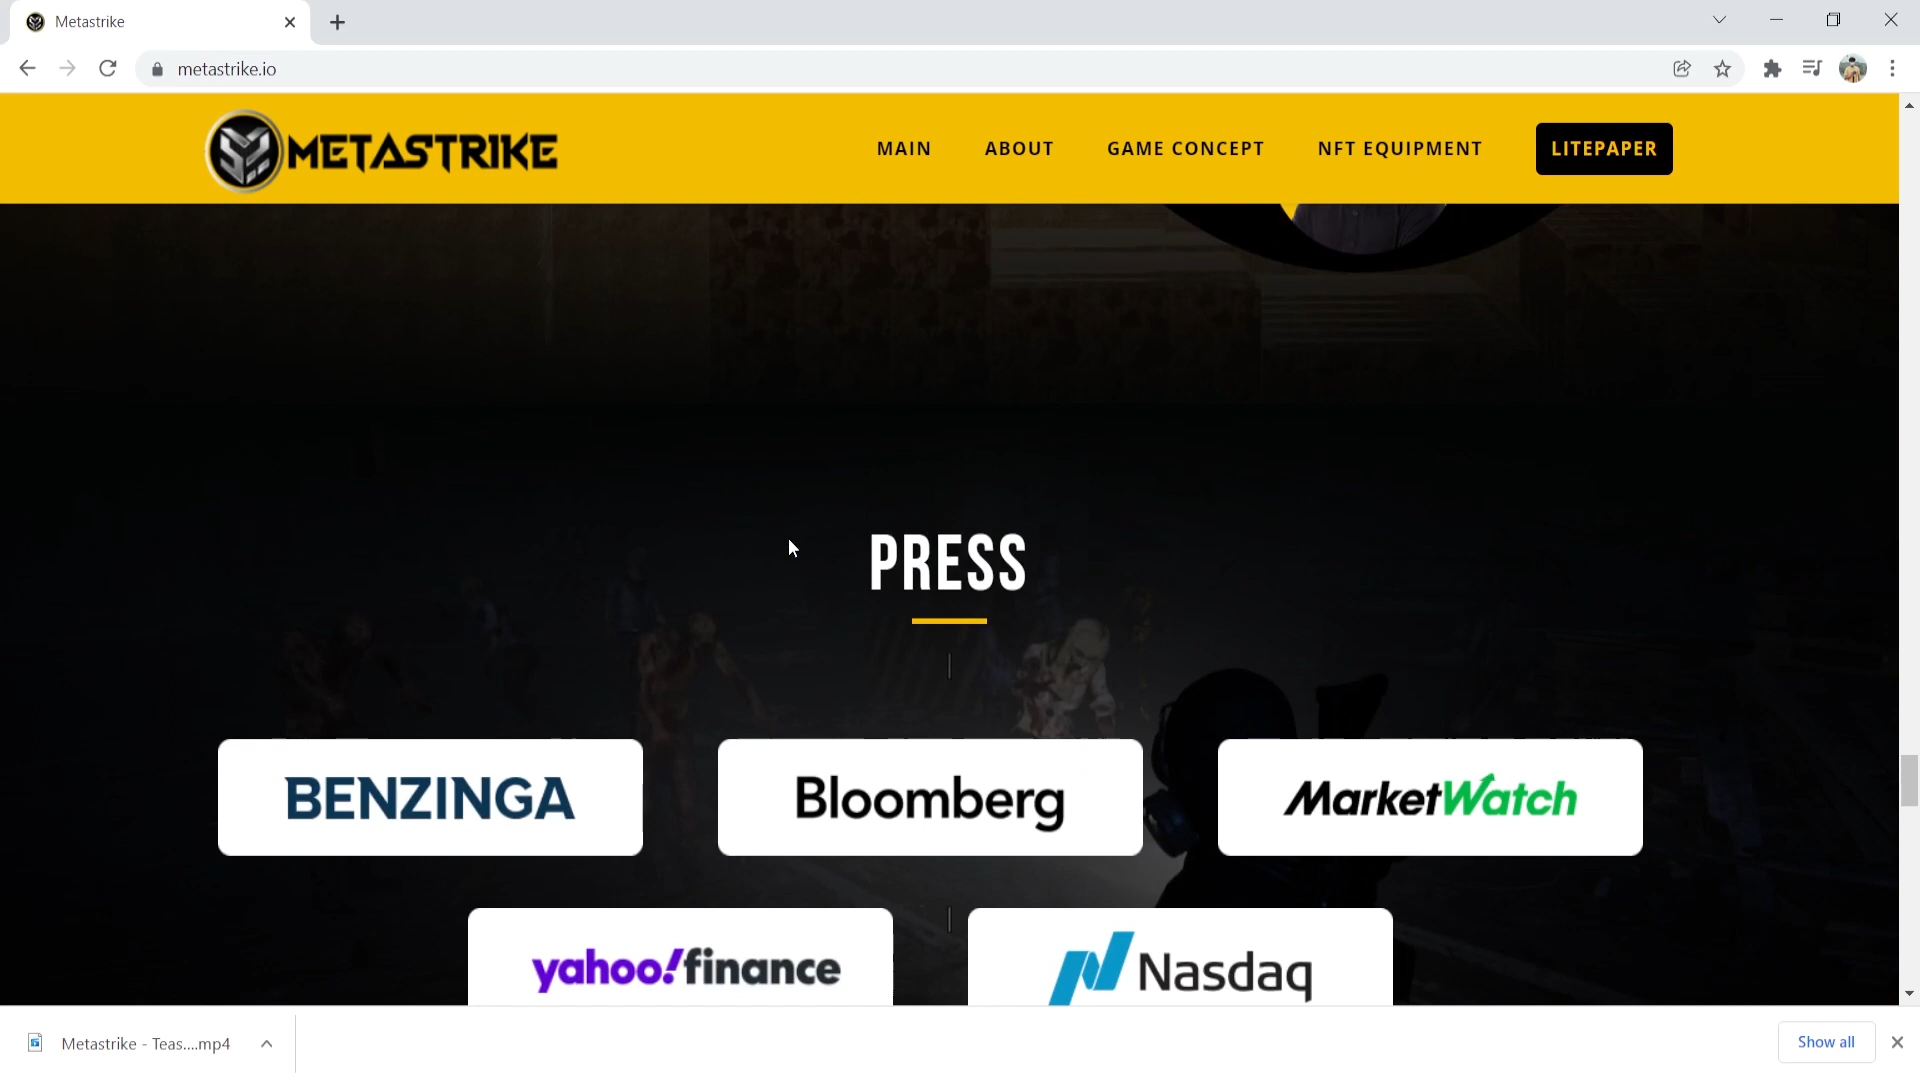 Metastrike
metastrike.io
METASTRIKE
MAIN
ABOUT
GAME CONCEPT
NFT EQUIPMENT
LITEPAPER
PRESS
BENZINGA
Bloomberg
MarketWatch
yahoo!finance
Nasdaq
Metastrike - Teas....mp4
Show all